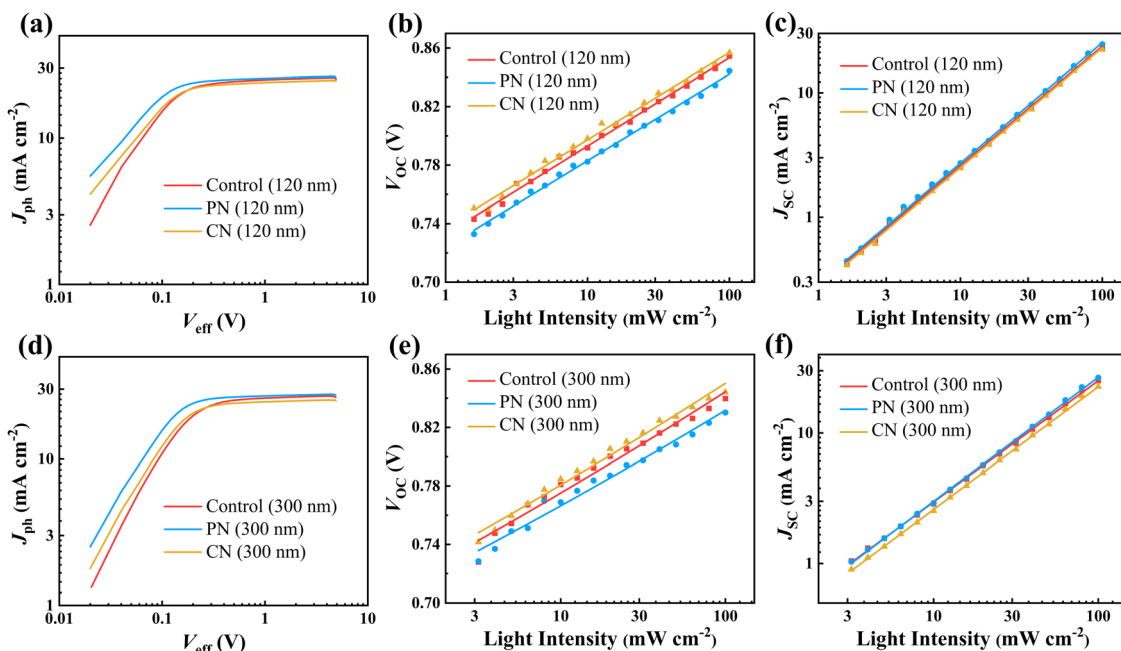 (a)
J_ph (mA cm⁻²)
30
10
3
1
Control (120 nm)
PN (120 nm)
CN (120 nm)
0.01
0.1
1
10
V_eff (V)
(b)
V_OC (V)
0.86
0.82
0.78
0.74
0.70
Control (120 nm)
PN (120 nm)
CN (120 nm)
1
3
10
30
100
Light Intensity (mW cm⁻²)
(c)
J_SC (mA cm⁻²)
30
10
3
1
0.3
Control (120 nm)
PN (120 nm)
CN (120 nm)
1
10
100
Light Intensity (mW cm⁻²)
(d)
J_ph (mA cm⁻²)
30
10
3
1
Control (300 nm)
PN (300 nm)
CN (300 nm)
0.01
0.1
1
10
V_eff (V)
(e)
V_OC (V)
0.86
0.82
0.78
0.74
0.70
Control (300 nm)
PN (300 nm)
CN (300 nm)
3
10
30
100
Light Intensity (mW cm⁻²)
(f)
J_SC (mA cm⁻²)
30
10
3
1
Control (300 nm)
PN (300 nm)
CN (300 nm)
3
10
30
100
Light Intensity (mW cm⁻²)